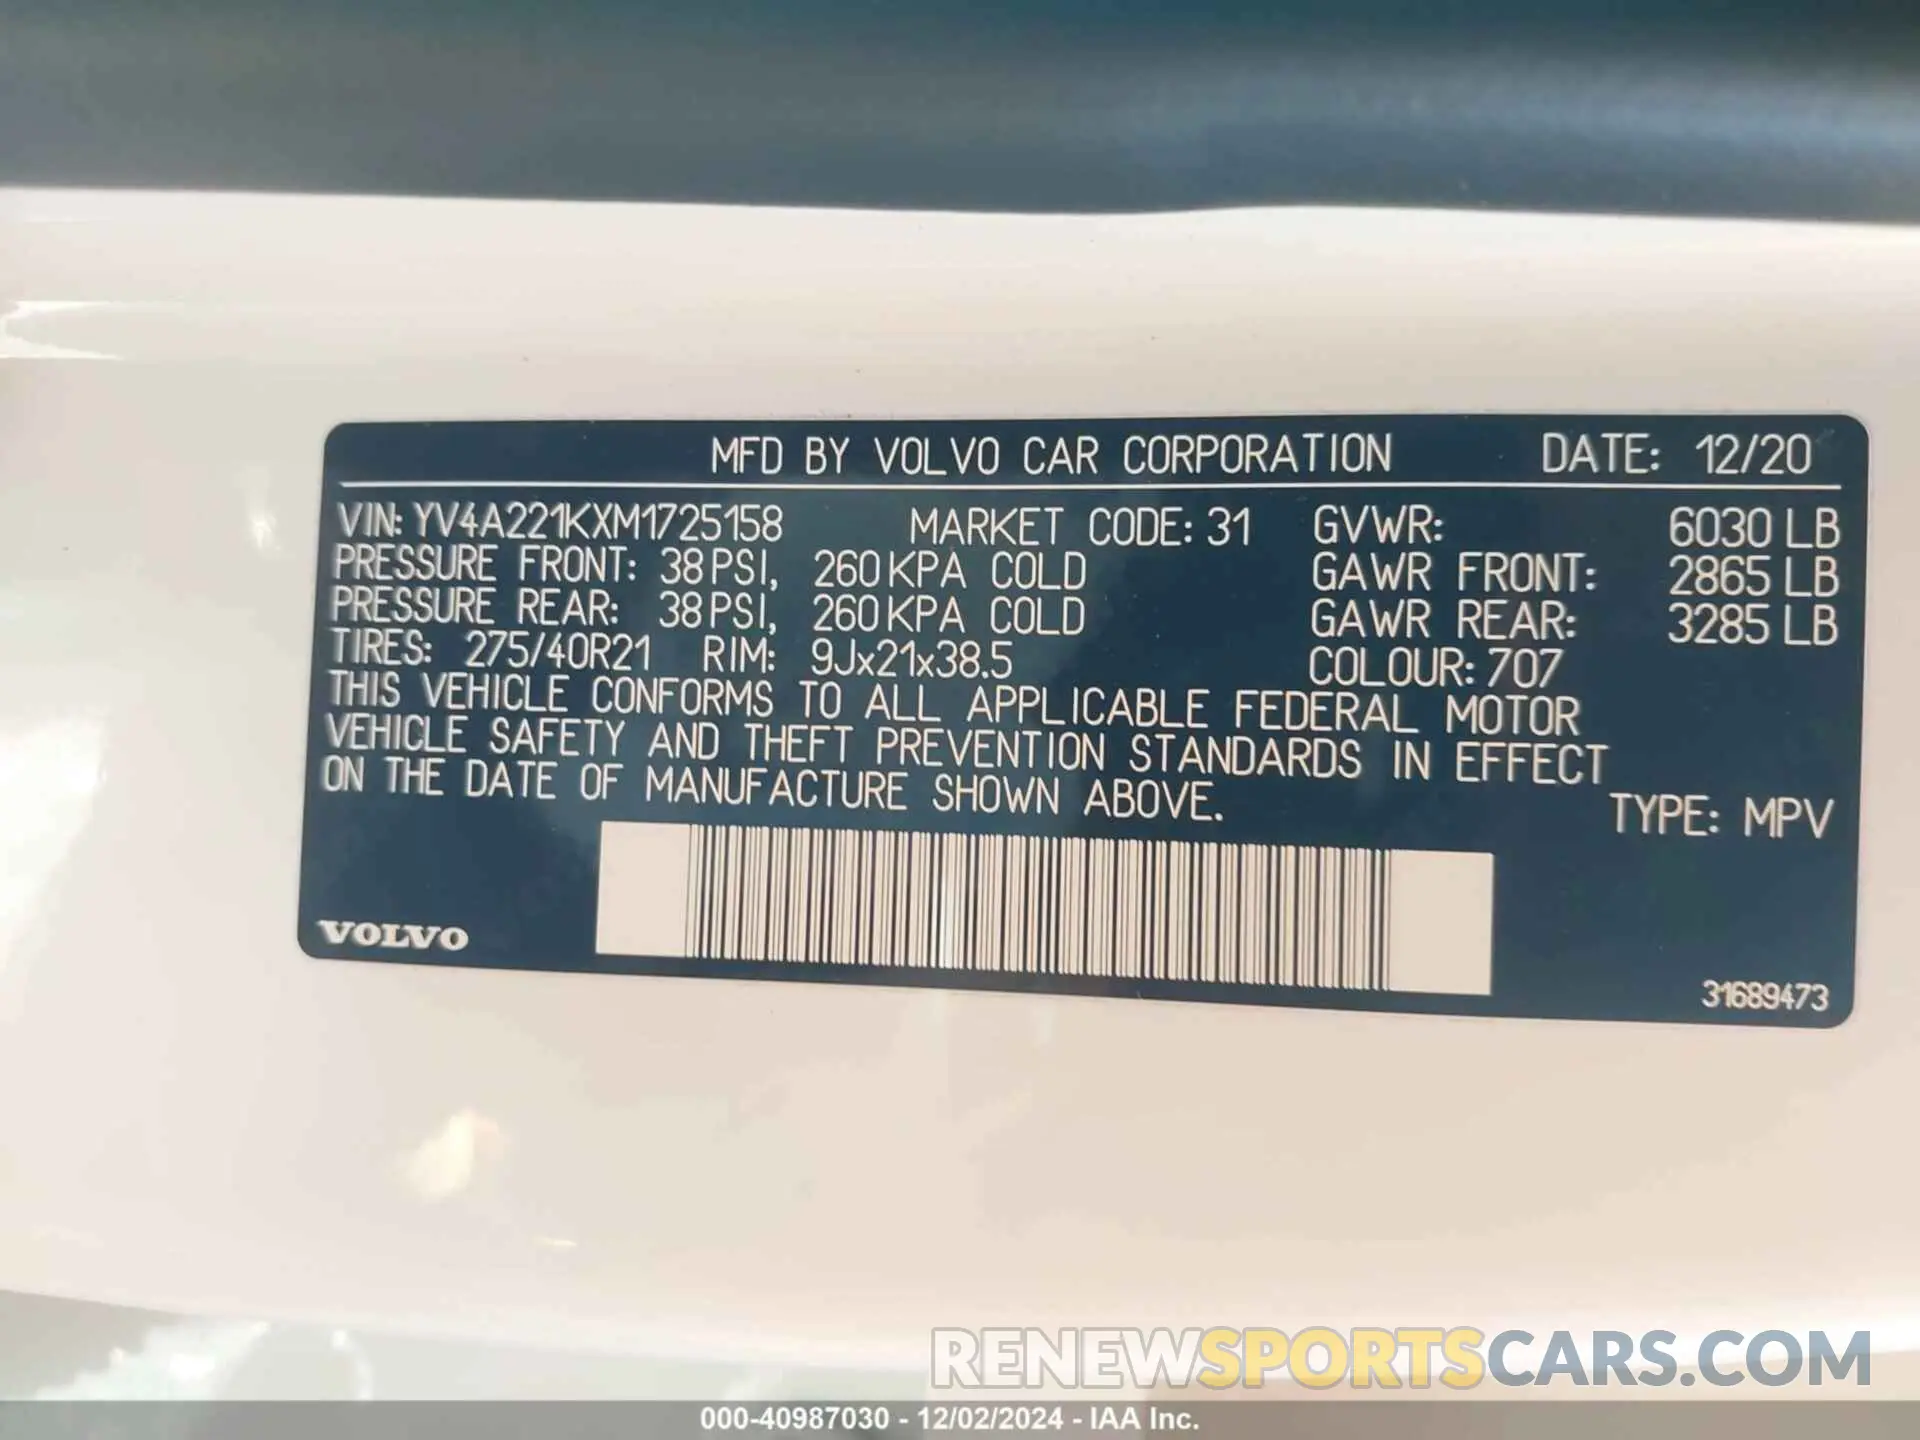 MFD BY VOLVO CAR CORPORATION DATE: 12/20
VIN: YV4A221KXM1725158 MARKET CODE: 31 GVWR: 6030 LB
PRESSURE FRONT: 38 PSI, 260 KPA COLD GAWR FRONT: 2865 LB
PRESSURE REAR: 38 PSI, 260 KPA COLD GAWR REAR: 3285 LB
TIRES: 275/40R21 RIM: 9Jx21x38.5 COLOUR: 707
THIS VEHICLE CONFORMS TO ALL APPLICABLE FEDERAL MOTOR
VEHICLE SAFETY AND THEFT PREVENTION STANDARDS IN EFFECT
ON THE DATE OF MANUFACTURE SHOWN ABOVE.
TYPE: MPV
VOLVO
31689473
RENEWSPORTSCARS.COM
000-40987030 - 12/02/2024 - IAA Inc.